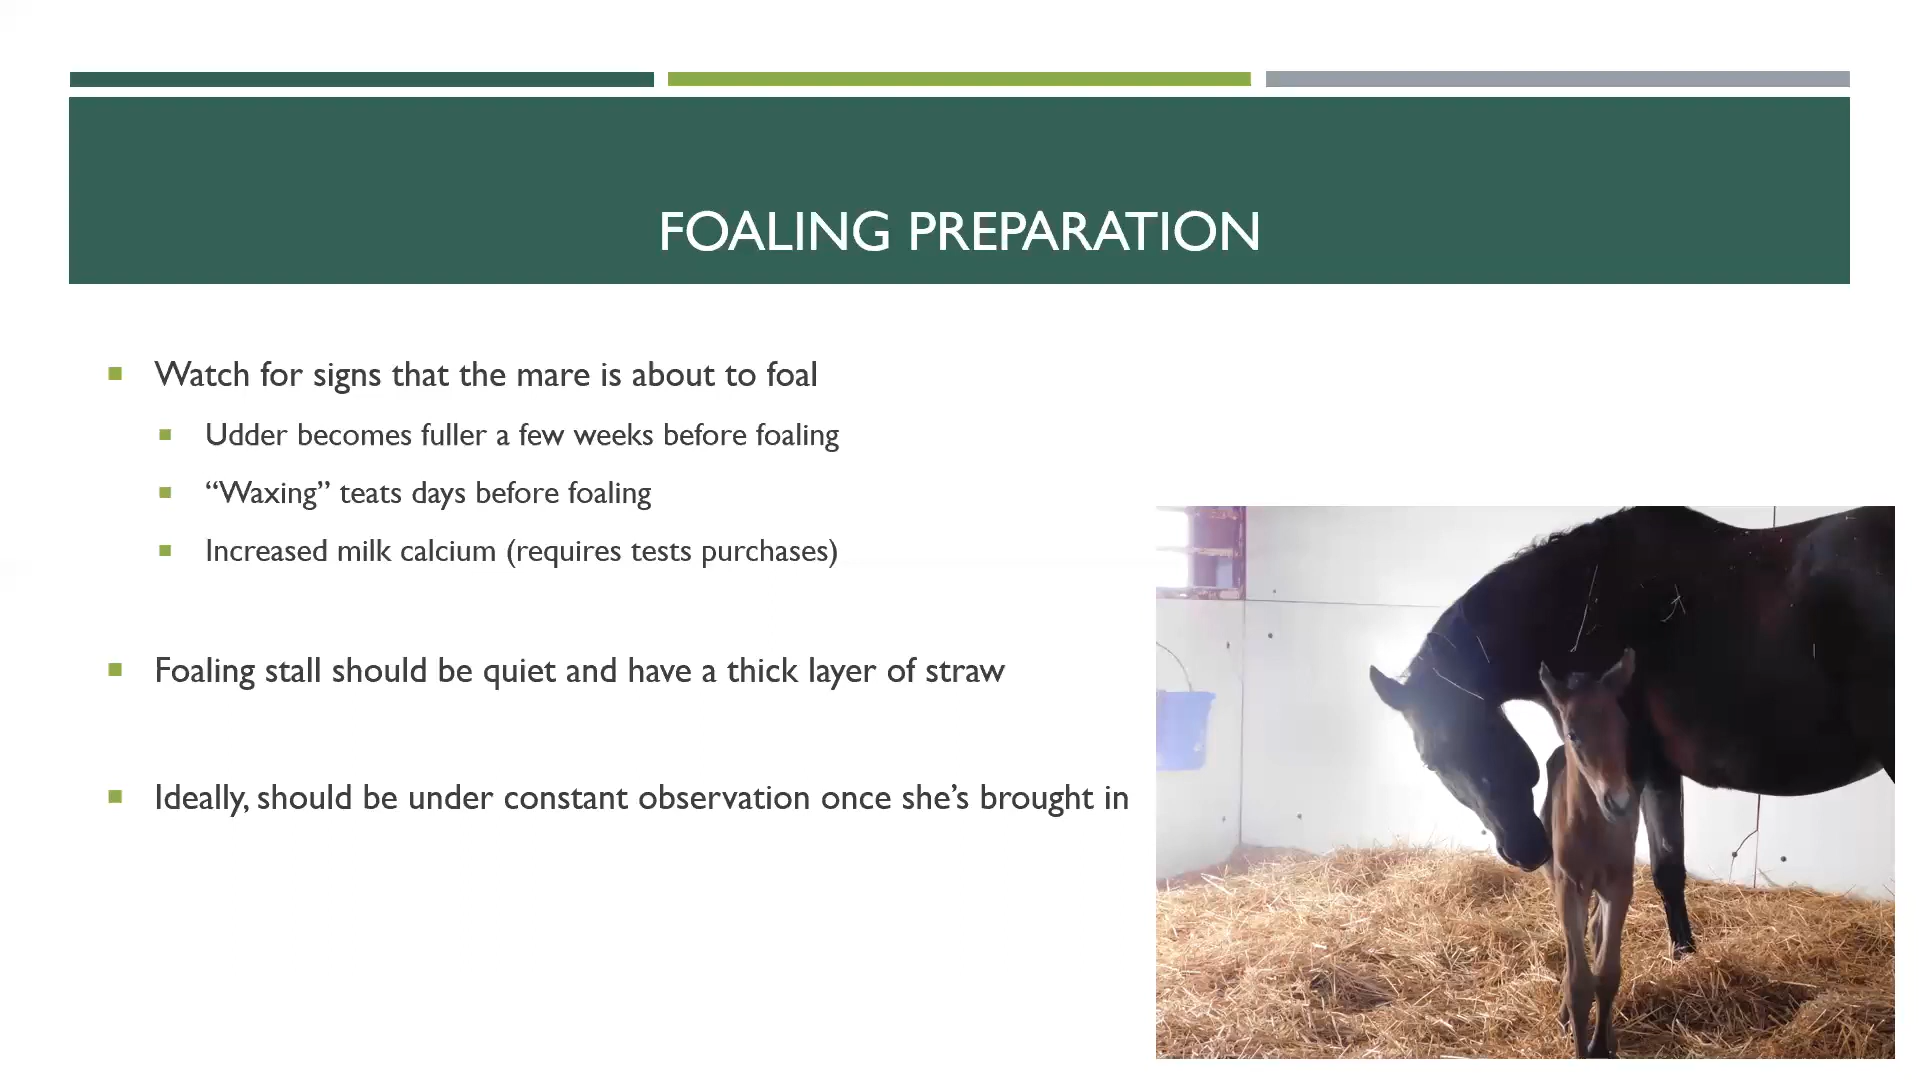 FOALING PREPARATION
Watch for signs that the mare is about to foal
Udder becomes fuller a few weeks before foaling
“Waxing” teats days before foaling
Increased milk calcium (requires tests purchases)
Foaling stall should be quiet and have a thick layer of straw
Ideally, should be under constant observation once she’s brought in